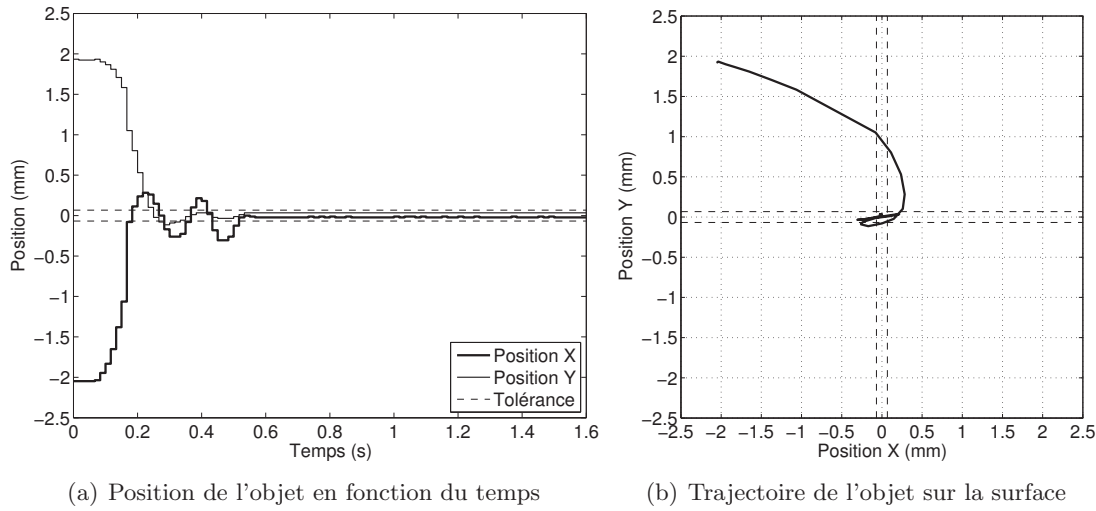 2.5
2
1.5
1
0.5
0
−0.5
−1
−1.5
−2
−2.5
Position (mm)
0 0.2 0.4 0.6 0.8 1 1.2 1.4 1.6
Temps (s)
Position X
Position Y
Tolérance
(a) Position de l'objet en fonction du temps
2.5
2
1.5
1
0.5
0
−0.5
−1
−1.5
−2
−2.5
Position Y (mm)
−2.5 −2 −1.5 −1 −0.5 0 0.5 1 1.5 2 2.5
Position X (mm)
(b) Trajectoire de l'objet sur la surface